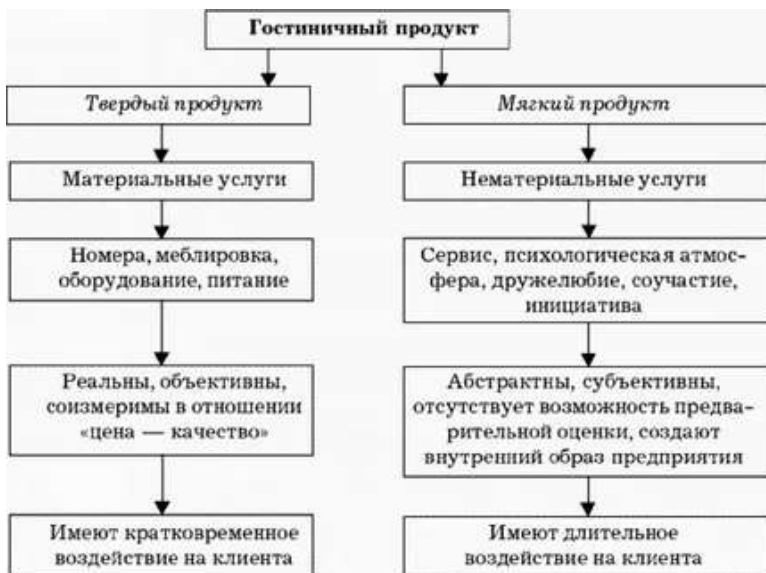 Гостиничный продукт
Твердый продукт
Материальные услуги
Номера, меблировка,
оборудование, питание
Реальны, объективны,
соизмеримы в отношении
«цена — качество»
Имеют кратковременное
воздействие на клиента
Мягкий продукт
Нематериальные услуги
Сервис, психологическая атмос-
фера, дружелюбие, соучастие,
инициатива
Абстрактны, субъективны,
отсутствует возможность предва-
рительной оценки, создают
внутренний образ предприятия
Имеют длительное
воздействие на клиента